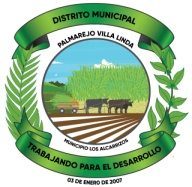 DISTRITO MUNICIPAL
PALMAREJO VILLA LINDA
MUNICIPIO LOS ALCARRIZOS
TRABAJANDO PARA EL DESARROLLO
03 DE ENERO DE 2007